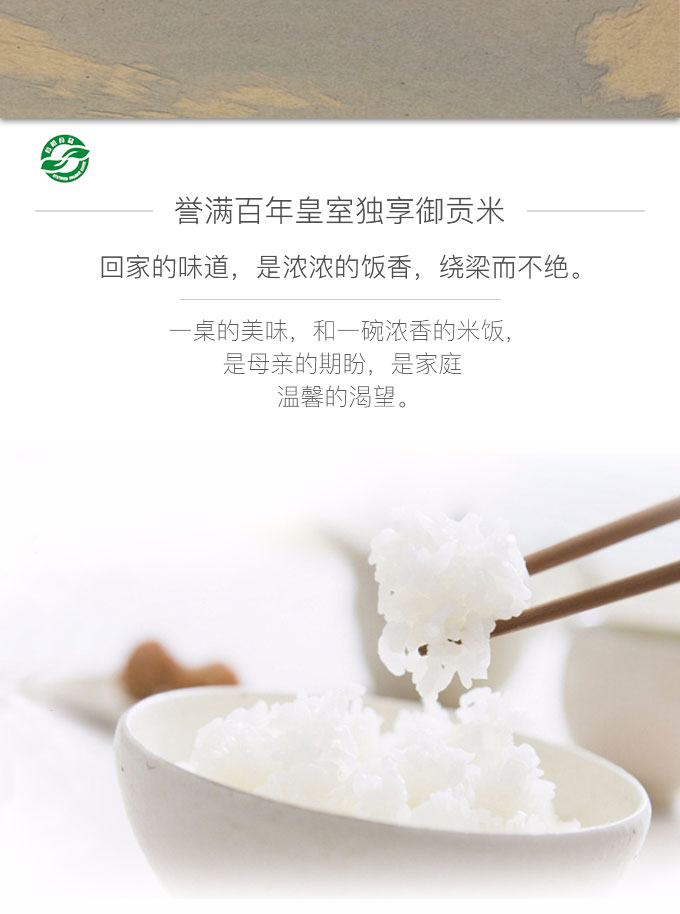 誉满百年皇室独享御贡米
回家的味道，是浓浓的饭香，绕梁而不绝。
一桌的美味，和一碗浓香的米饭，
是母亲的期盼，是家庭
温馨的渴望。